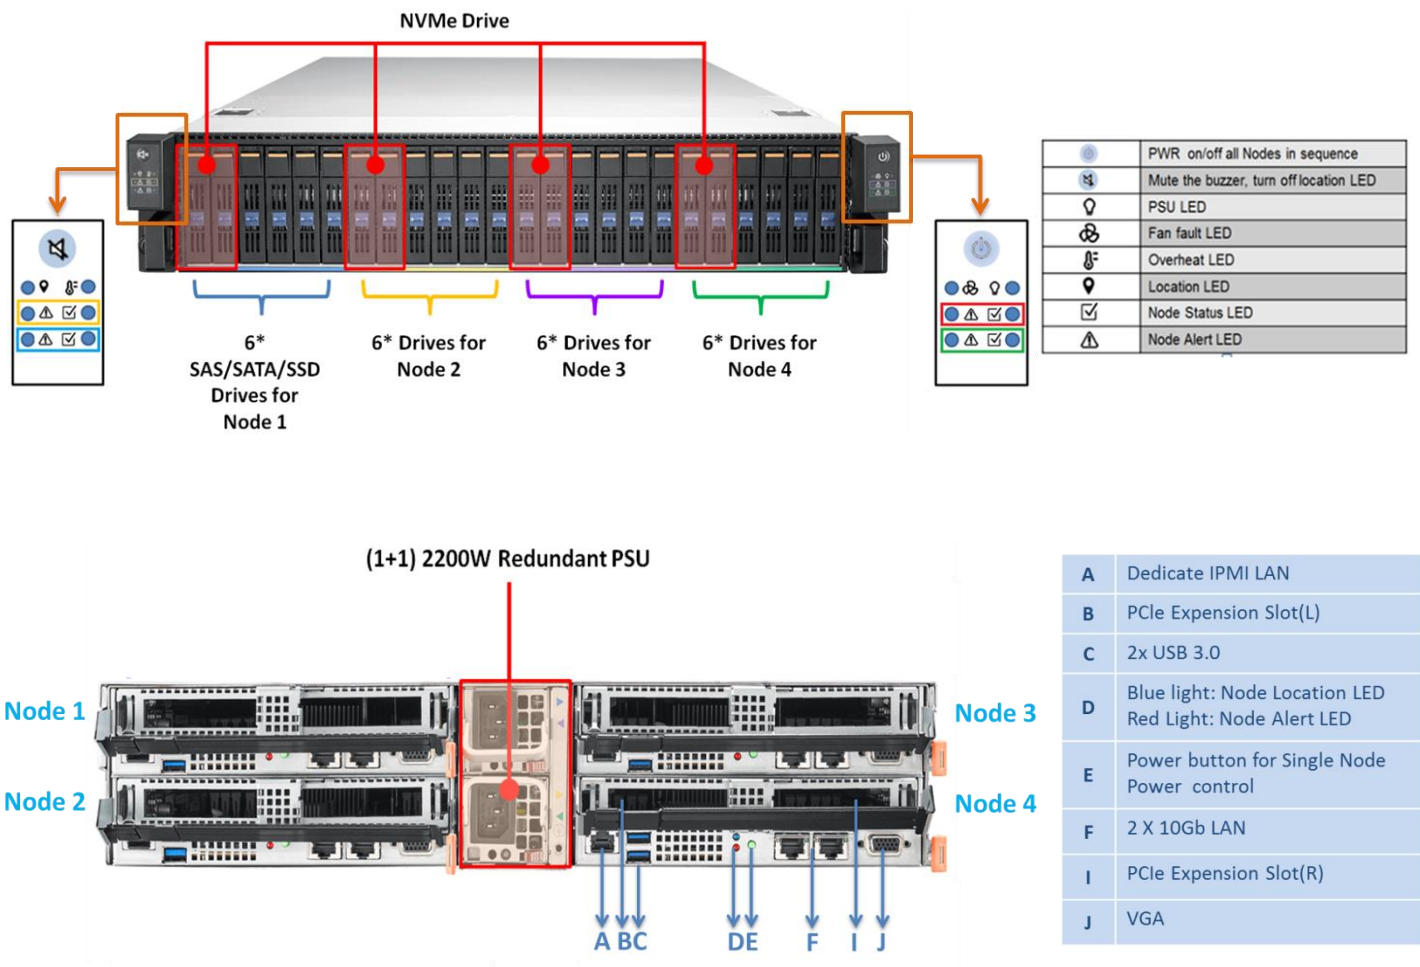 NVMe Drive
6*
SAS/SATA/SSD
Drives for
Node 1
6* Drives for
Node 2
6* Drives for
Node 3
6* Drives for
Node 4
PWR on/off all Nodes in sequence
Mute the buzzer, turn off location LED
PSU LED
Fan fault LED
Overheat LED
Location LED
Node Status LED
Node Alert LED
(1+1) 2200W Redundant PSU
Node 1
Node 2
Node 3
Node 4
A BC DE F I J
A Dedicate IPMI LAN
B PCIe Expension Slot(L)
C 2x USB 3.0
D Blue light: Node Location LED
Red Light: Node Alert LED
E Power button for Single Node
Power control
F 2 X 10Gb LAN
I PCIe Expension Slot(R)
J VGA